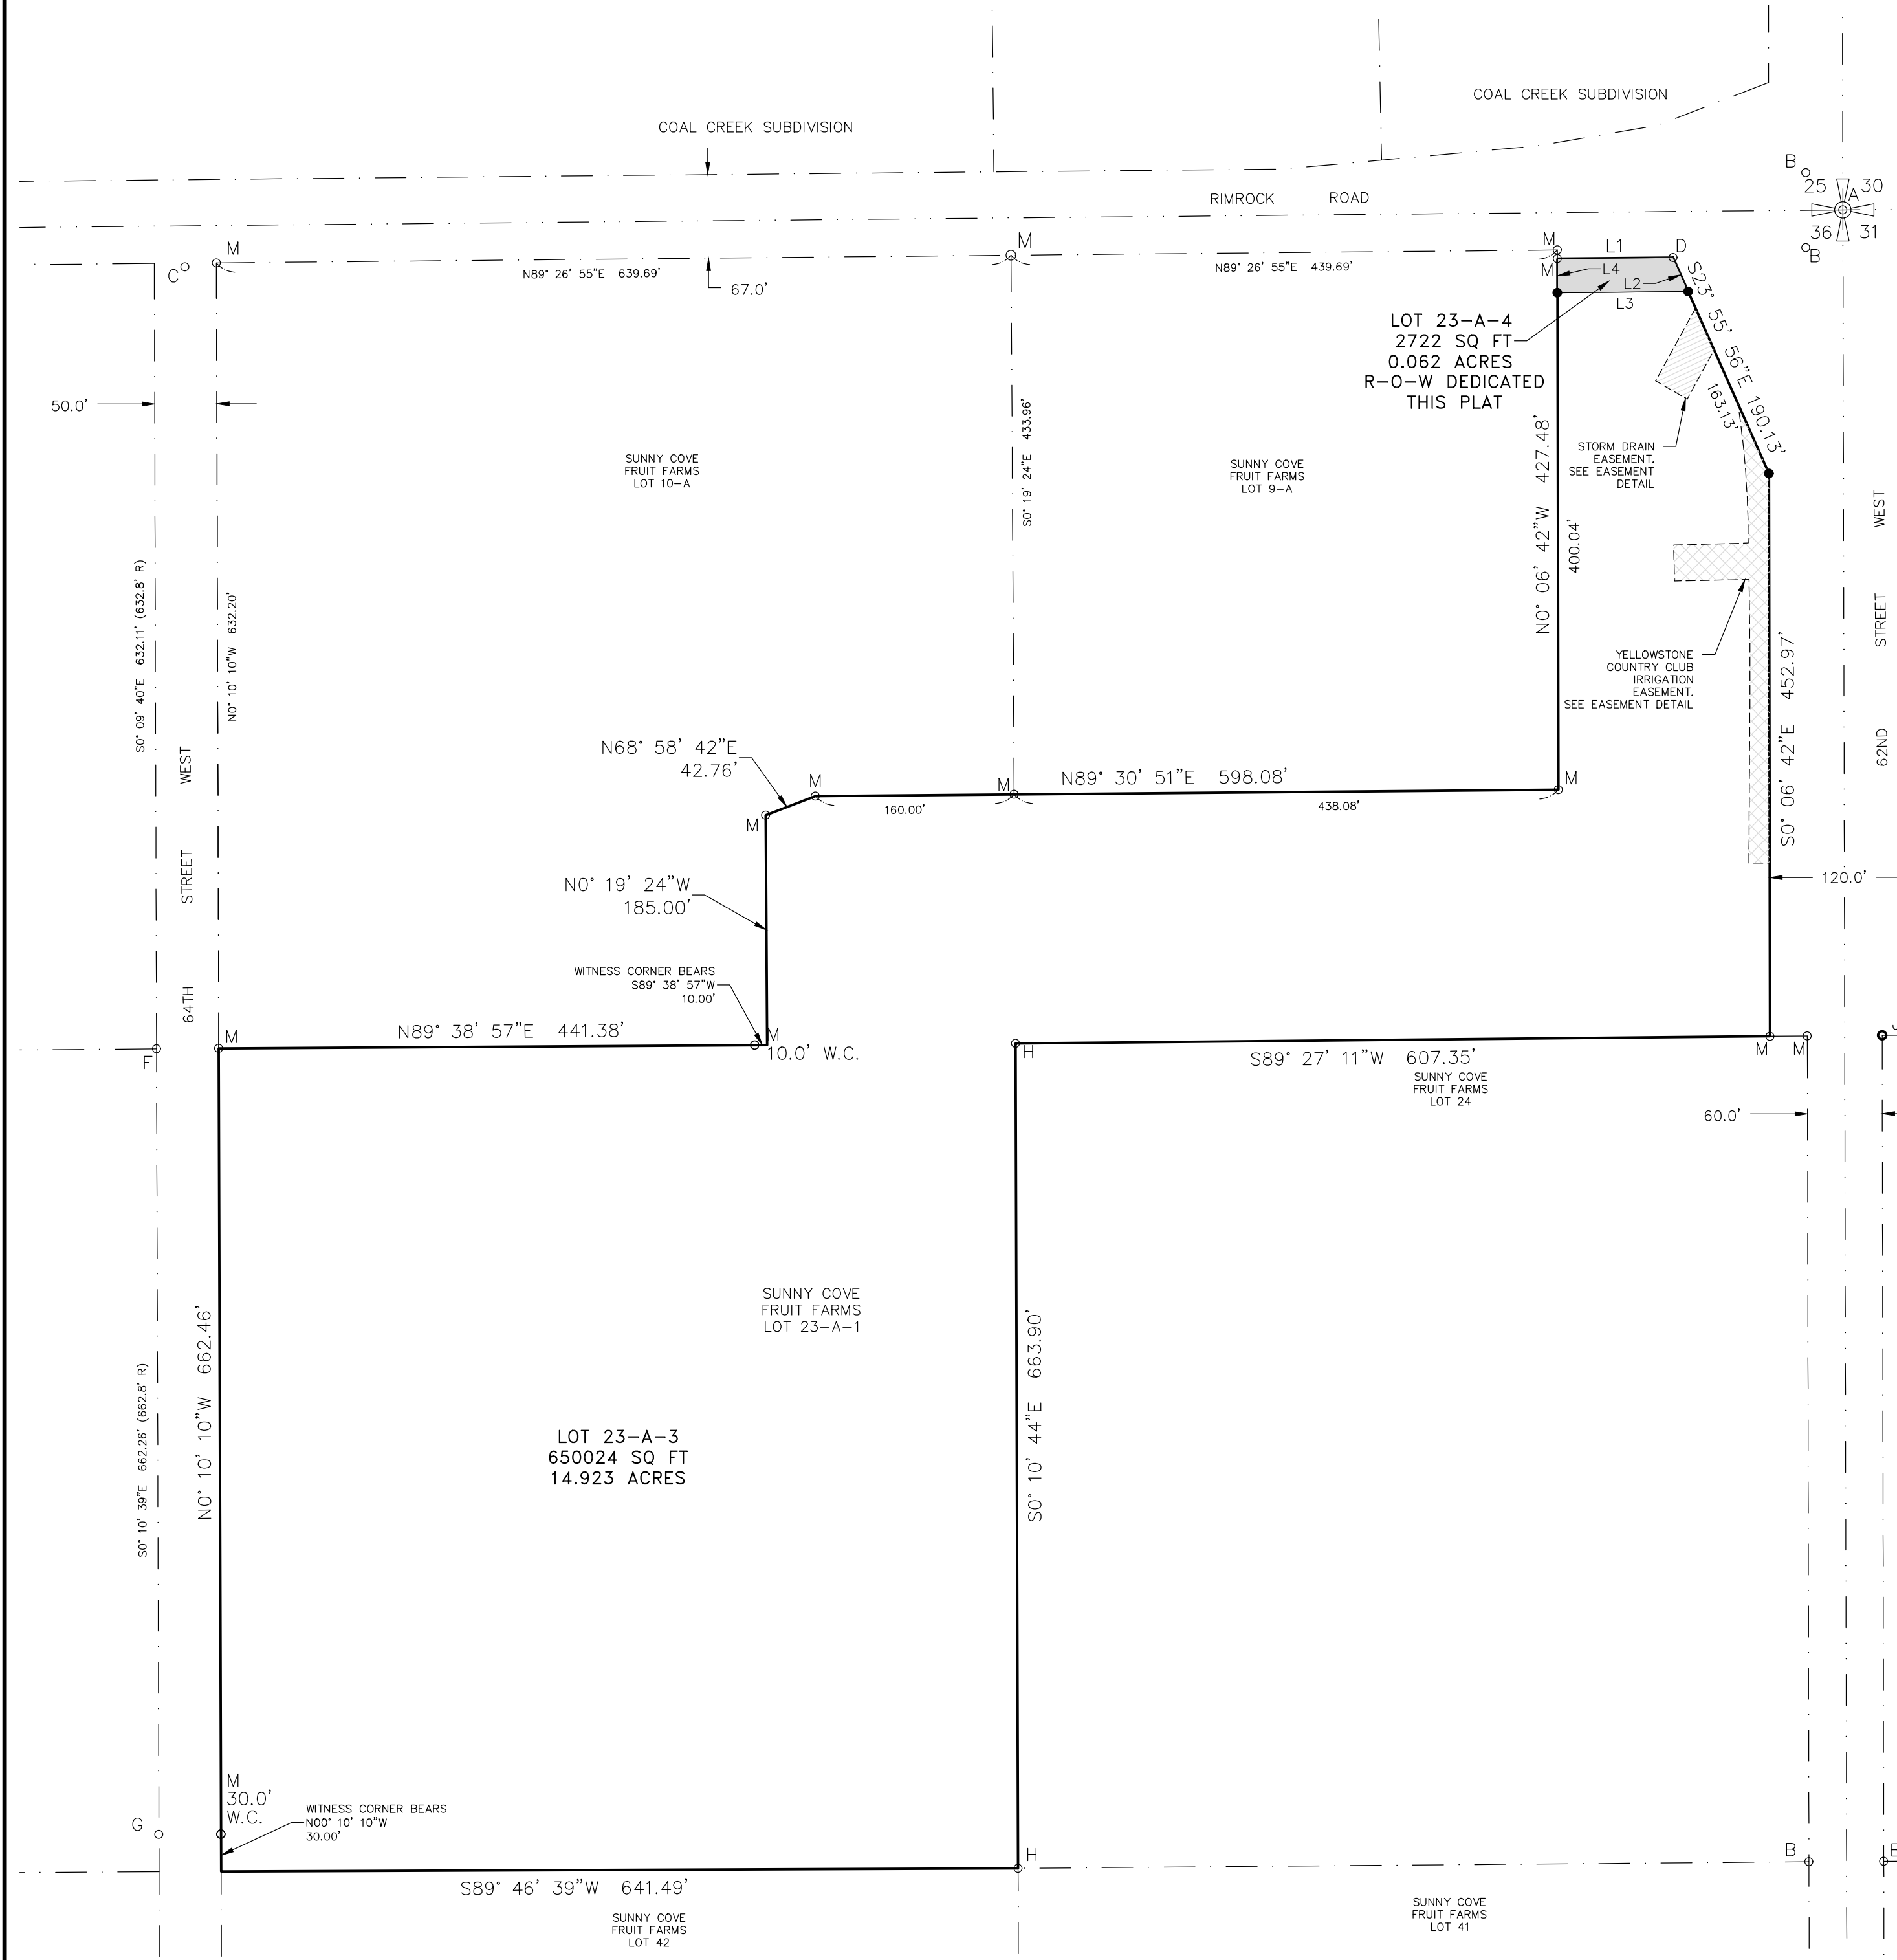 COAL CREEK SUBDIVISION
COAL CREEK SUBDIVISION
B
25
30
A
36
31
B
RIMROCK ROAD
C
M
M
M
M
L1
D
L4
L2
L3
N89° 26' 55"E 639.69'
67.0'
N89° 26' 55"E 439.69'
S23° 55' 56"E 190.13'
163.13'
LOT 23-A-4
2722 SQ FT
0.062 ACRES
R-O-W DEDICATED
THIS PLAT
50.0'
S0° 19' 24"E 433.96'
N0° 06' 42"W 427.48'
400.04'
STORM DRAIN
EASEMENT.
SEE EASEMENT
DETAIL
SUNNY COVE
FRUIT FARMS
LOT 10-A
SUNNY COVE
FRUIT FARMS
LOT 9-A
S0° 09' 40"E 632.11' (632.8' R)
N0° 10' 10"W 632.20'
64TH STREET WEST
62ND STREET WEST
YELLOWSTONE
COUNTRY CLUB
IRRIGATION
EASEMENT.
SEE EASEMENT DETAIL
S0° 06' 42"E 452.97'
N68° 58' 42"E
42.76'
M
M
M
M
N89° 30' 51"E 598.08'
160.00'
438.08'
120.0'
N0° 19' 24"W
185.00'
WITNESS CORNER BEARS
S89° 38' 57"W
10.00'
M
10.0' W.C.
F
M
N89° 38' 57"E 441.38'
H
S89° 27' 11"W 607.35'
M
M
SUNNY COVE
FRUIT FARMS
LOT 24
60.0'
SUNNY COVE
FRUIT FARMS
LOT 23-A-1
N0° 10' 10"W 662.46'
S0° 10' 44"E 663.90'
S0° 10' 39"E 662.26' (662.8' R)
LOT 23-A-3
650024 SQ FT
14.923 ACRES
M
30.0'
W.C.
G
WITNESS CORNER BEARS
N00° 10' 10"W
30.00'
H
B
S89° 46' 39"W 641.49'
SUNNY COVE
FRUIT FARMS
LOT 42
SUNNY COVE
FRUIT FARMS
LOT 41